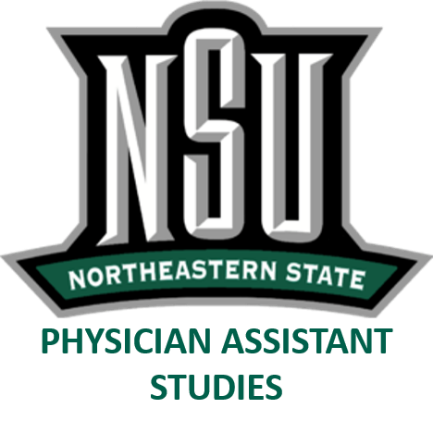 NSU
NORTHEASTERN STATE
PHYSICIAN ASSISTANT
STUDIES